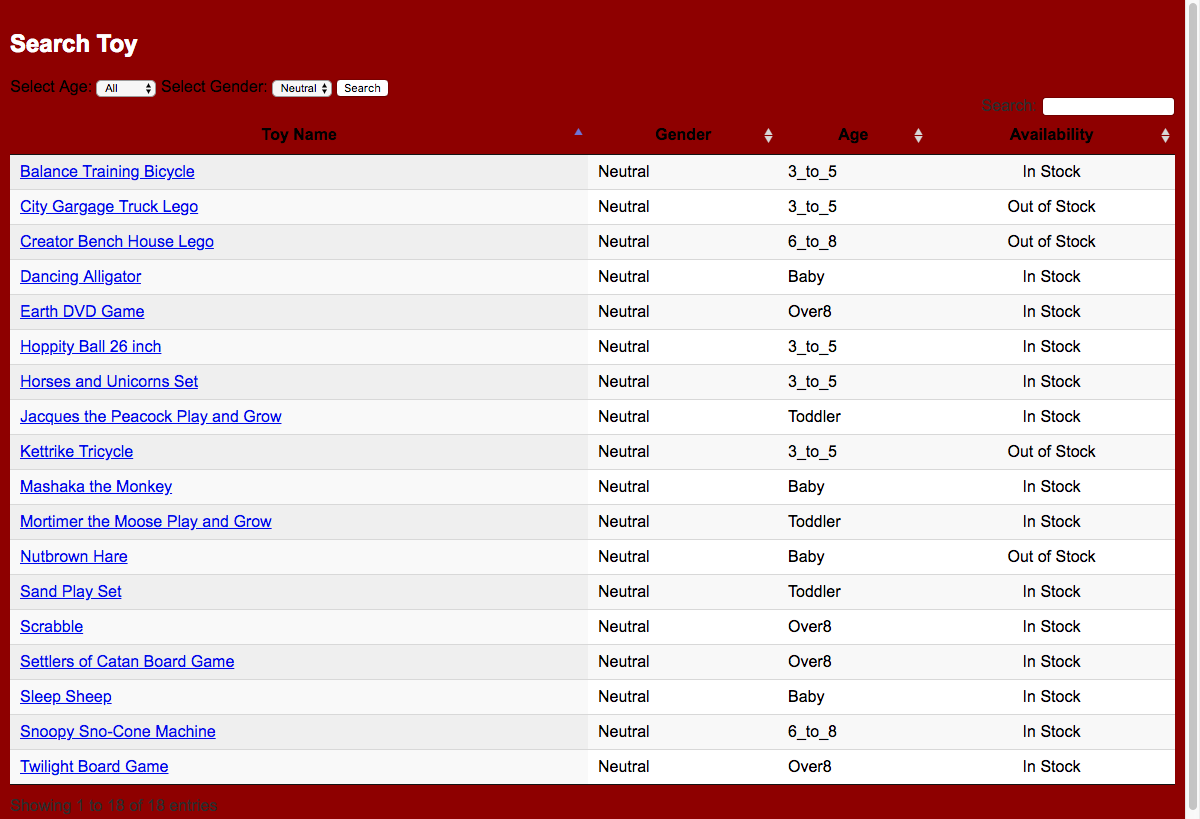 Search Toy
Select Age: All Select Gender: Neutral Search
Search:
Toy Name Gender Age Availability
Balance Training Bicycle Neutral 3_to_5 In Stock
City Gargage Truck Lego Neutral 3_to_5 Out of Stock
Creator Bench House Lego Neutral 6_to_8 Out of Stock
Dancing Alligator Neutral Baby In Stock
Earth DVD Game Neutral Over8 In Stock
Hoppity Ball 26 inch Neutral 3_to_5 In Stock
Horses and Unicorns Set Neutral 3_to_5 In Stock
Jacques the Peacock Play and Grow Neutral Toddler In Stock
Kettrike Tricycle Neutral 3_to_5 Out of Stock
Mashaka the Monkey Neutral Baby In Stock
Mortimer the Moose Play and Grow Neutral Toddler In Stock
Nutbrown Hare Neutral Baby Out of Stock
Sand Play Set Neutral Toddler In Stock
Scrabble Neutral Over8 In Stock
Settlers of Catan Board Game Neutral Over8 In Stock
Sleep Sheep Neutral Baby In Stock
Snoopy Sno-Cone Machine Neutral 6_to_8 In Stock
Twilight Board Game Neutral Over8 In Stock
Showing 1 to 18 of 18 entries